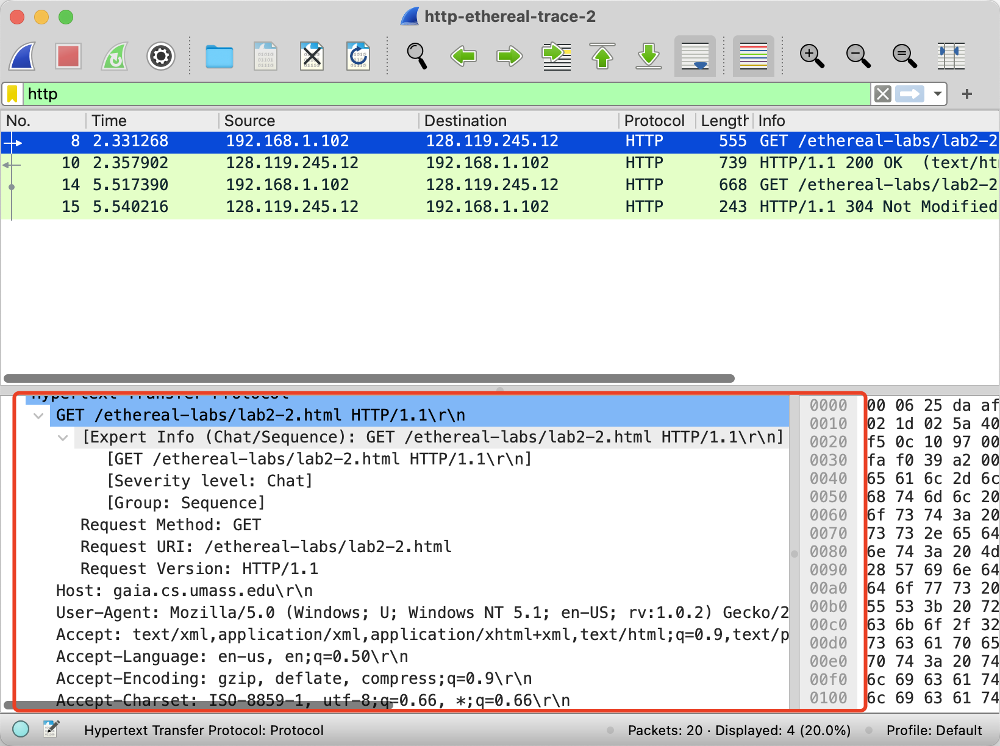 http-ethereal-trace-2
http
No. Time Source Destination Protocol Length Info
8 2.331268 192.168.1.102 128.119.245.12 HTTP 555 GET /ethereal-labs/lab2-2
10 2.357902 128.119.245.12 192.168.1.102 HTTP 739 HTTP/1.1 200 OK (text/ht
14 5.517390 192.168.1.102 128.119.245.12 HTTP 668 GET /ethereal-labs/lab2-2
15 5.540216 128.119.245.12 192.168.1.102 HTTP 243 HTTP/1.1 304 Not Modified
Hypertext Transfer Protocol
GET /ethereal-labs/lab2-2.html HTTP/1.1\r\n
[Expert Info (Chat/Sequence): GET /ethereal-labs/lab2-2.html HTTP/1.1\r\n]
[GET /ethereal-labs/lab2-2.html HTTP/1.1\r\n]
[Severity level: Chat]
[Group: Sequence]
Request Method: GET
Request URI: /ethereal-labs/lab2-2.html
Request Version: HTTP/1.1
Host: gaia.cs.umass.edu\r\n
User-Agent: Mozilla/5.0 (Windows; U; Windows NT 5.1; en-US; rv:1.0.2) Gecko/2
Accept: text/xml,application/xml,application/xhtml+xml,text/html;q=0.9,text/p
Accept-Language: en-us, en;q=0.50\r\n
Accept-Encoding: gzip, deflate, compress;q=0.9\r\n
Accept-Charset: ISO-8859-1, utf-8;q=0.66, *;q=0.66\r\n
0000 00 06 25 da af
0010 02 1d 02 5a 40
0020 f5 0c 10 97 00
0030 fa f0 39 a2 00
0040 65 61 6c 2d 6c
0050 68 74 6d 6c 20
0060 6f 73 74 3a 20
0070 73 73 2e 65 64
0080 6e 74 3a 20 4d
0090 28 57 69 6e 64
00a0 64 6f 77 73 20
00b0 55 53 3b 20 72
00c0 63 6b 6f 2f 32
00d0 73 63 61 70 65
00e0 70 74 3a 20 74
00f0 6c 69 63 61 74
0100 6c 69 63 61 74
Hypertext Transfer Protocol: Protocol
Packets: 20 · Displayed: 4 (20.0%)
Profile: Default